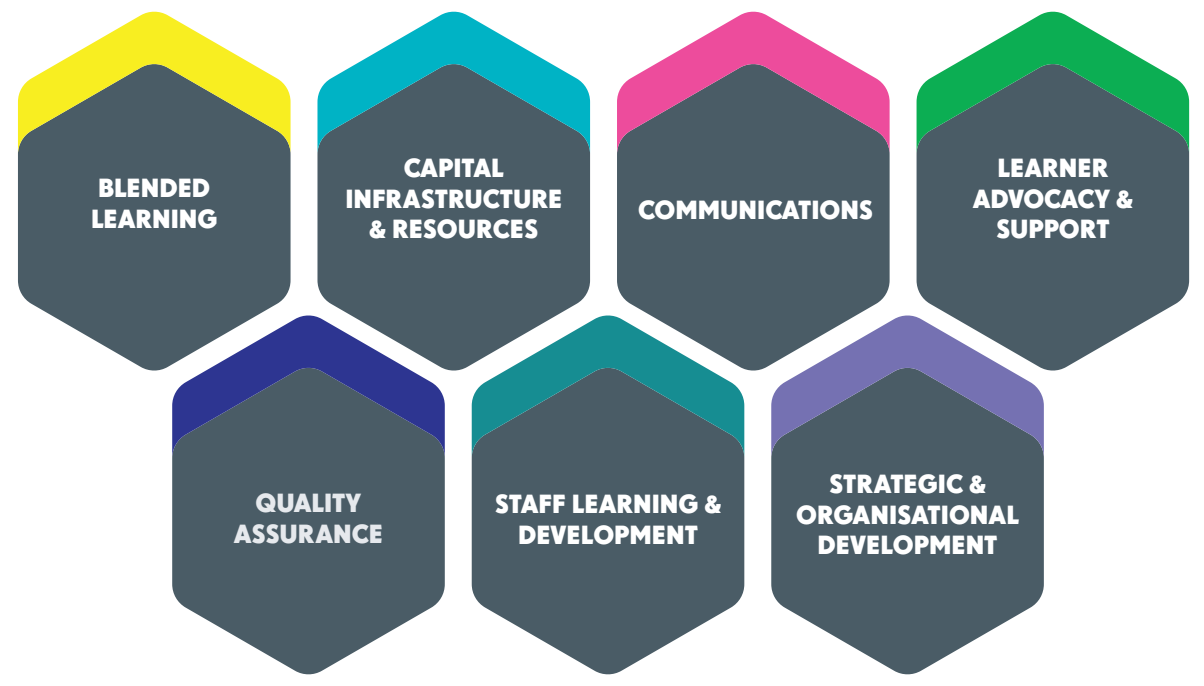 BLENDED
LEARNING
CAPITAL
INFRASTRUCTURE
& RESOURCES
COMMUNICATIONS
LEARNER
ADVOCACY &
SUPPORT
QUALITY
ASSURANCE
STAFF LEARNING &
DEVELOPMENT
STRATEGIC &
ORGANISATIONAL
DEVELOPMENT